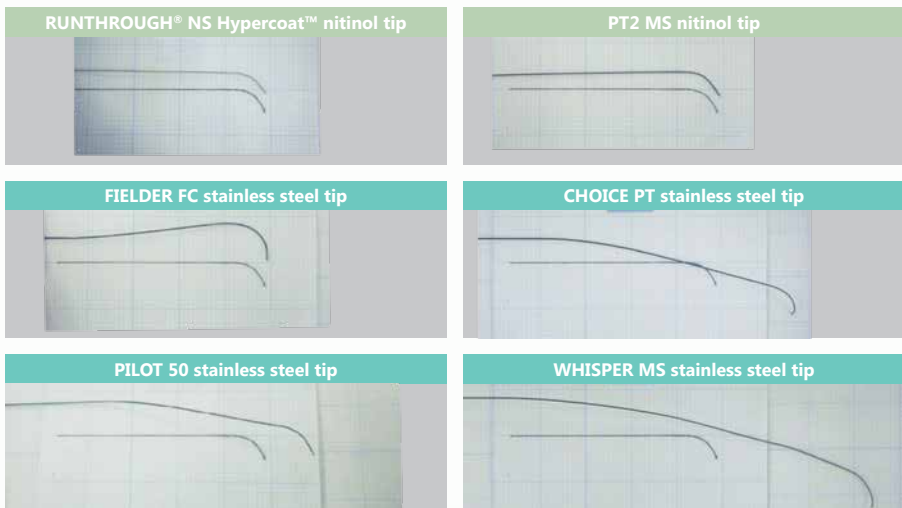 RUNTHROUGH® NS Hypercoat™ nitinol tip
PT2 MS nitinol tip
FIELDER FC stainless steel tip
CHOICE PT stainless steel tip
PILOT 50 stainless steel tip
WHISPER MS stainless steel tip